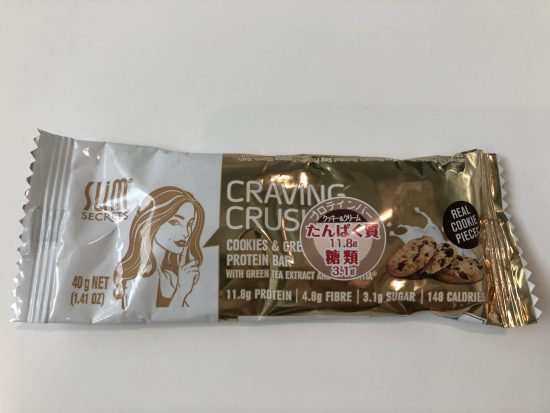 SLIM
SECRETS
40g NET
(1.41 OZ)
CRAVING
CRUSH
COOKIES &
PROTEIN BAR
WITH GREEN TEA EXTRACT AND
11.8g PROTEIN | 4.8g FIBRE | 3.1g SUGAR | 148 CALORIES
プロテインバー
クッキー&クリーム
たんぱく質
11.8g
糖類
3.1g
REAL
COOKIE
PIECES